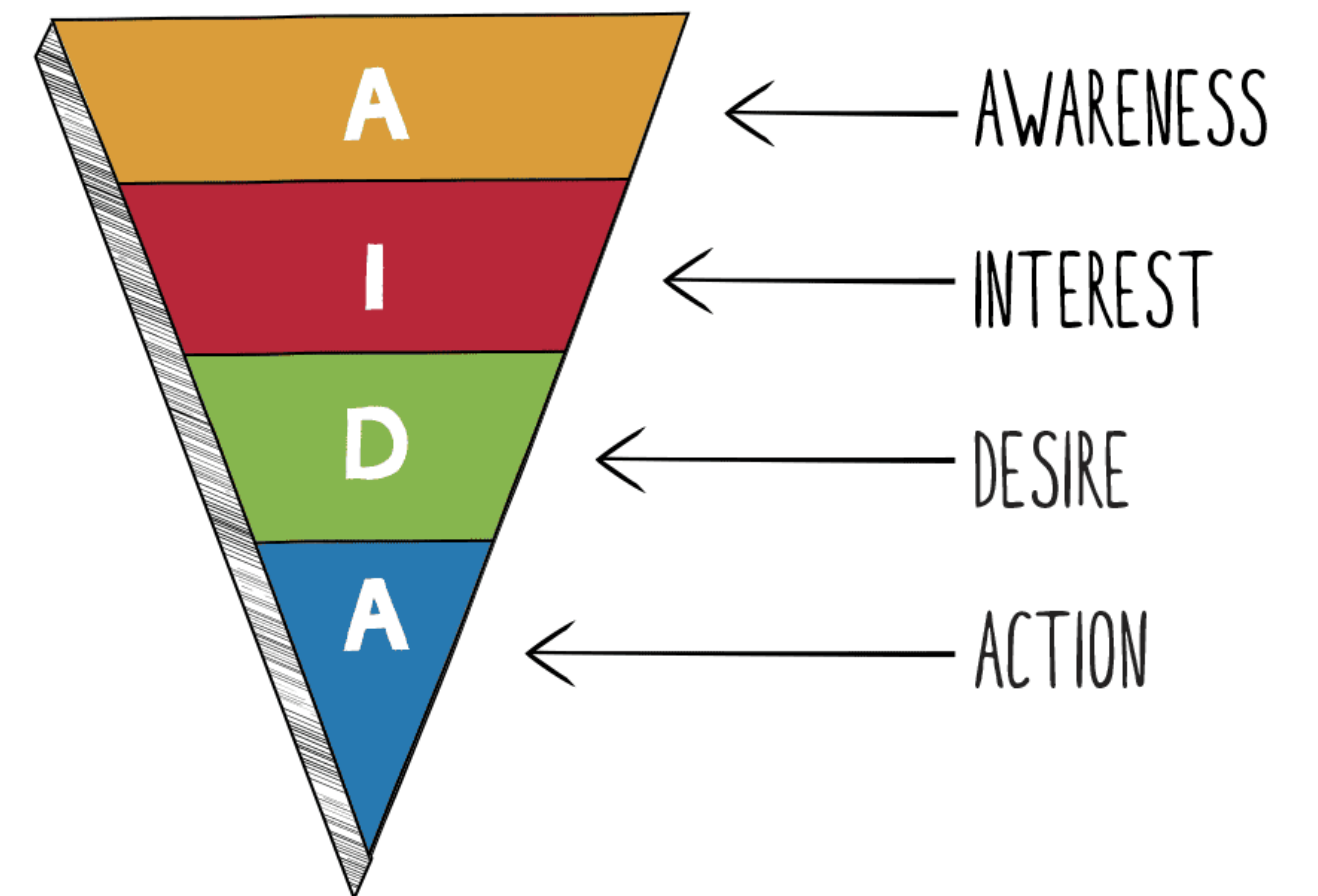 A
AWARENESS
I
INTEREST
D
DESIRE
A
ACTION